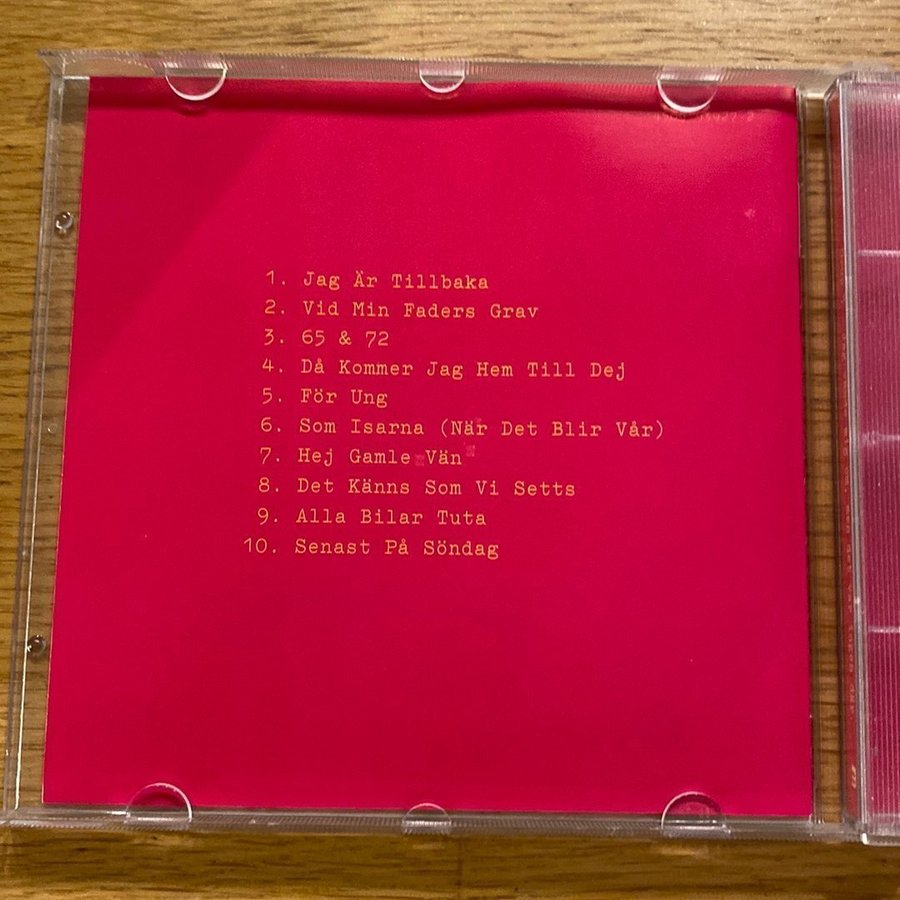 1. Jag Är Tillbaka
2. Vid Min Faders Grav
3. 65 & 72
4. Då Kommer Jag Hem Till Dej
5. För Ung
6. Som Isarna (När Det Blir Vår)
7. Hej Gamle Vän
8. Det Känns Som Vi Setts
9. Alla Bilar Tuta
10. Senast På Söndag